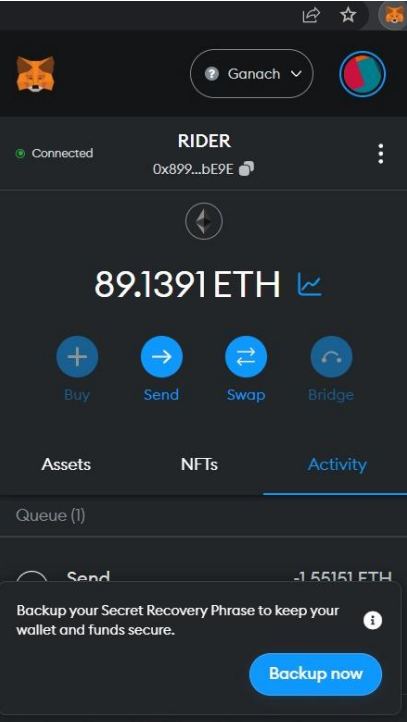 Ganach
Connected
RIDER
0x899...bE9E
89.1391 ETH
Buy
Send
Swap
Bridge
Assets
NFTs
Activity
Queue (1)
Send
-1.55151 ETH
Backup your Secret Recovery Phrase to keep your
wallet and funds secure.
Backup now